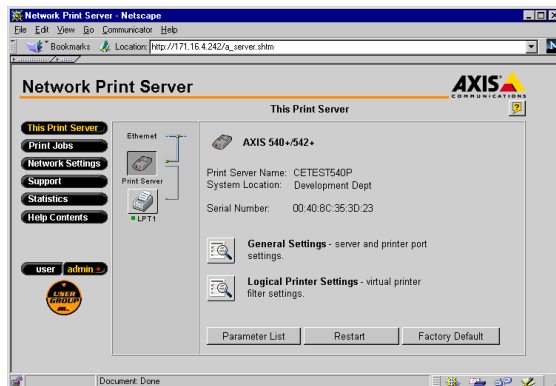 Network Print Server - Netscape
File Edit View Go Communicator Help
Bookmarks Location: http://171.16.4.242/a_server.shtm
Network Print Server
AXIS
COMMUNICATIONS
This Print Server
?
This Print Server
Print Jobs
Network Settings
Support
Statistics
Help Contents
user admin
USER GROUP
Ethernet
Print Server
LPT1
AXIS 540+/542+
Print Server Name: CETEST540P
System Location: Development Dept
Serial Number: 00:40:8C:35:3D:23
General Settings - server and printer port
settings.
Logical Printer Settings - virtual printer
filter settings.
Parameter List Restart Factory Default
Document: Done